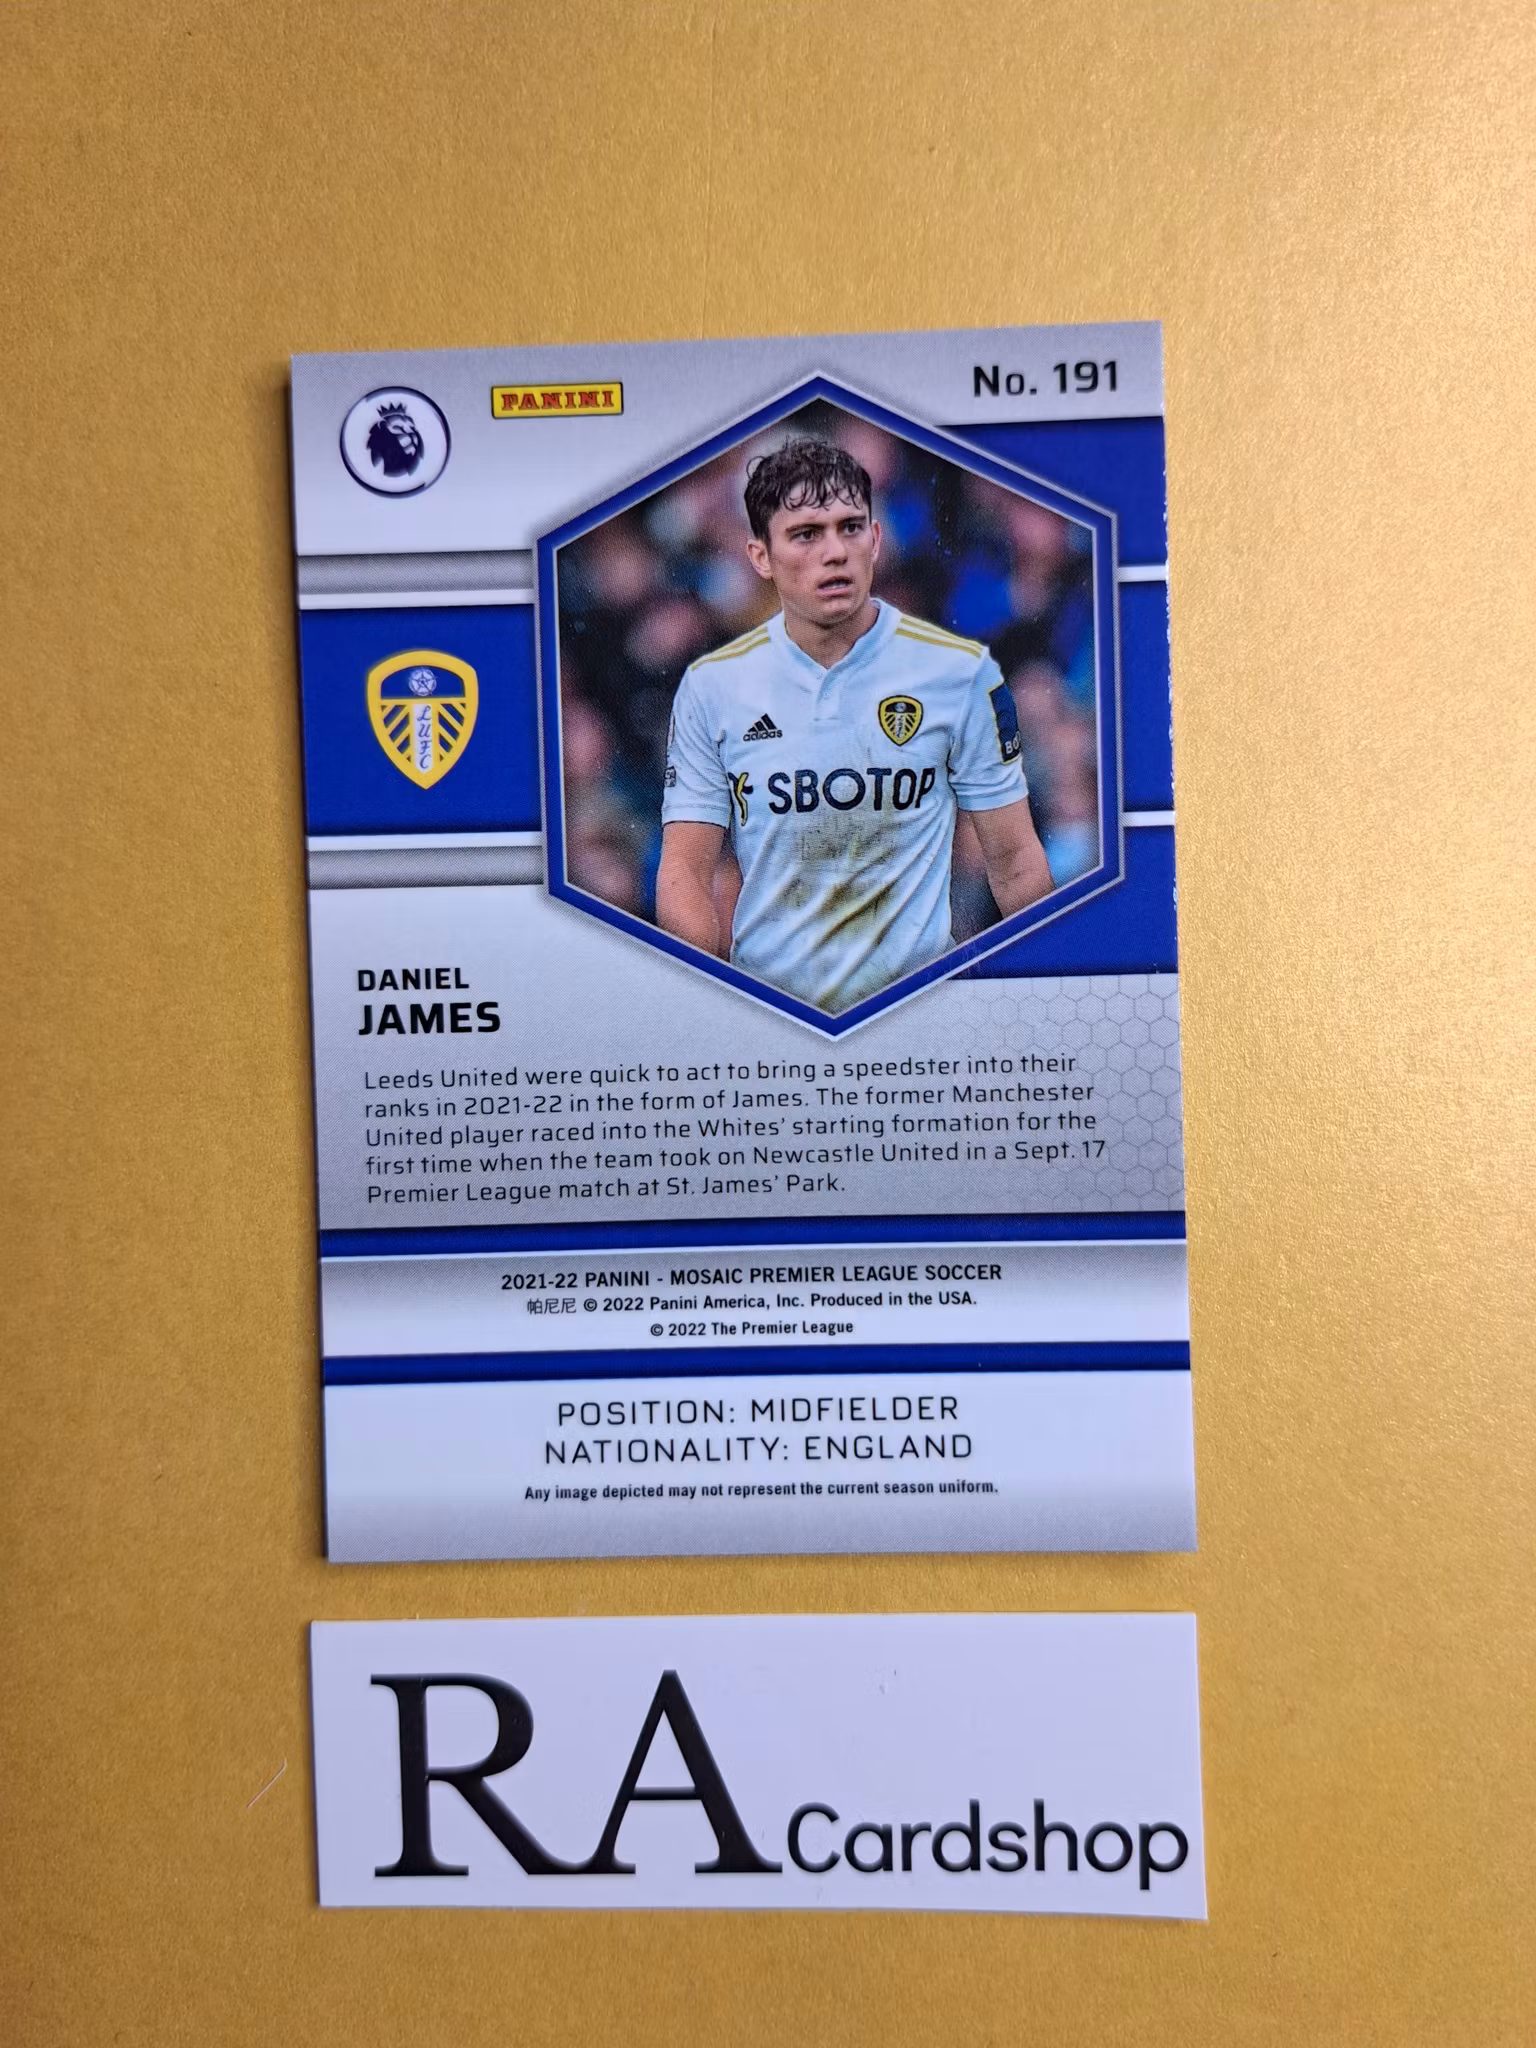 PANINI
No. 191
LUFC
adidas
SBOTOP
BO
DANIEL
JAMES
Leeds United were quick to act to bring a speedster into their
ranks in 2021-22 in the form of James. The former Manchester
United player raced into the Whites' starting formation for the
first time when the team took on Newcastle United in a Sept. 17
Premier League match at St. James' Park.
2021-22 PANINI - MOSAIC PREMIER LEAGUE SOCCER
帕尼尼 © 2022 Panini America, Inc. Produced in the USA.
© 2022 The Premier League
POSITION: MIDFIELDER
NATIONALITY: ENGLAND
Any image depicted may not represent the current season uniform.
RA Cardshop